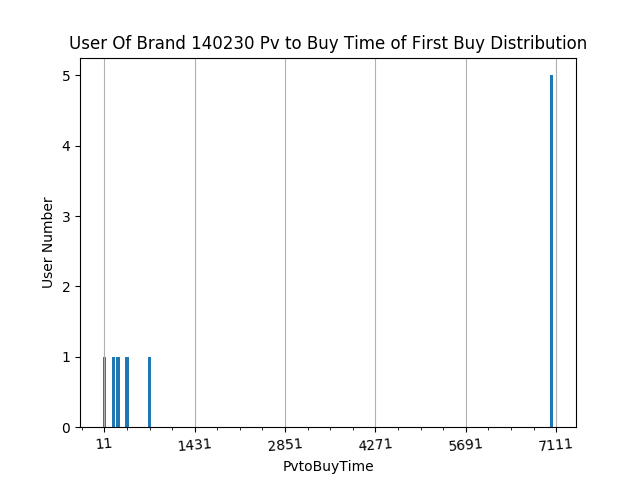 User Of Brand 140230 Pv to Buy Time of First Buy Distribution
5
4
3
2
1
0
User Number
11 1431 2851 4271 5691 7111
PvtoBuyTime